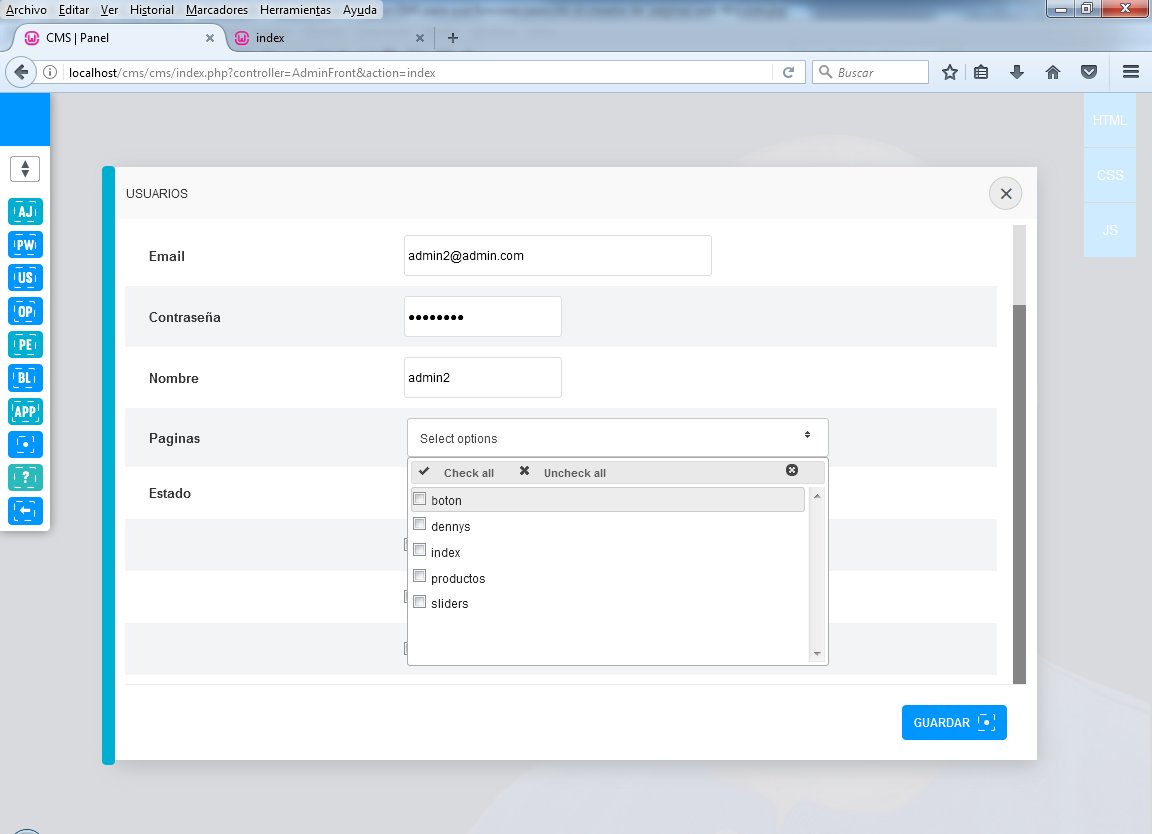 Archivo Editar Ver Historial Marcadores Herramientas Ayuda
CMS | Panel
index
localhost/cms/cms/index.php?controller=AdminFront&action=index
Buscar
HTML
CSS
JS
AJ
PW
US
OP
PE
BL
APP
?
USUARIOS
Email
admin2@admin.com
Contraseña
••••••••
Nombre
admin2
Paginas
Select options
Check all
Uncheck all
Estado
boton
dennys
index
productos
sliders
GUARDAR